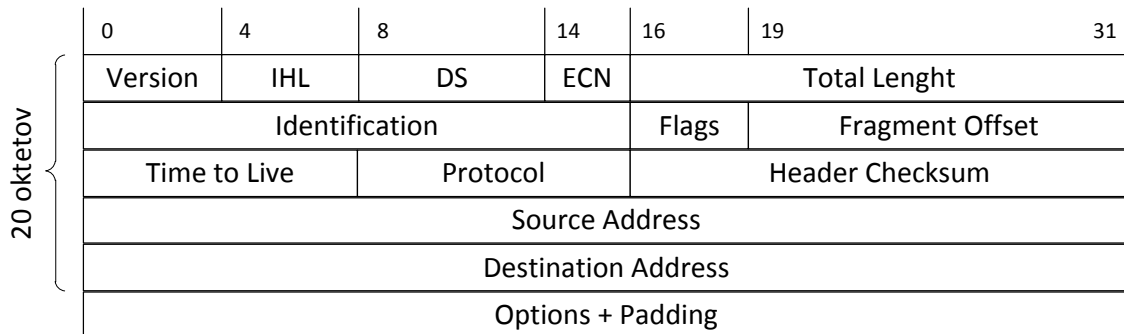 0 4 8 14 16 19 31
Version IHL DS ECN Total Lenght
Identification Flags Fragment Offset
Time to Live Protocol Header Checksum
Source Address
Destination Address
Options + Padding
20 oktetov